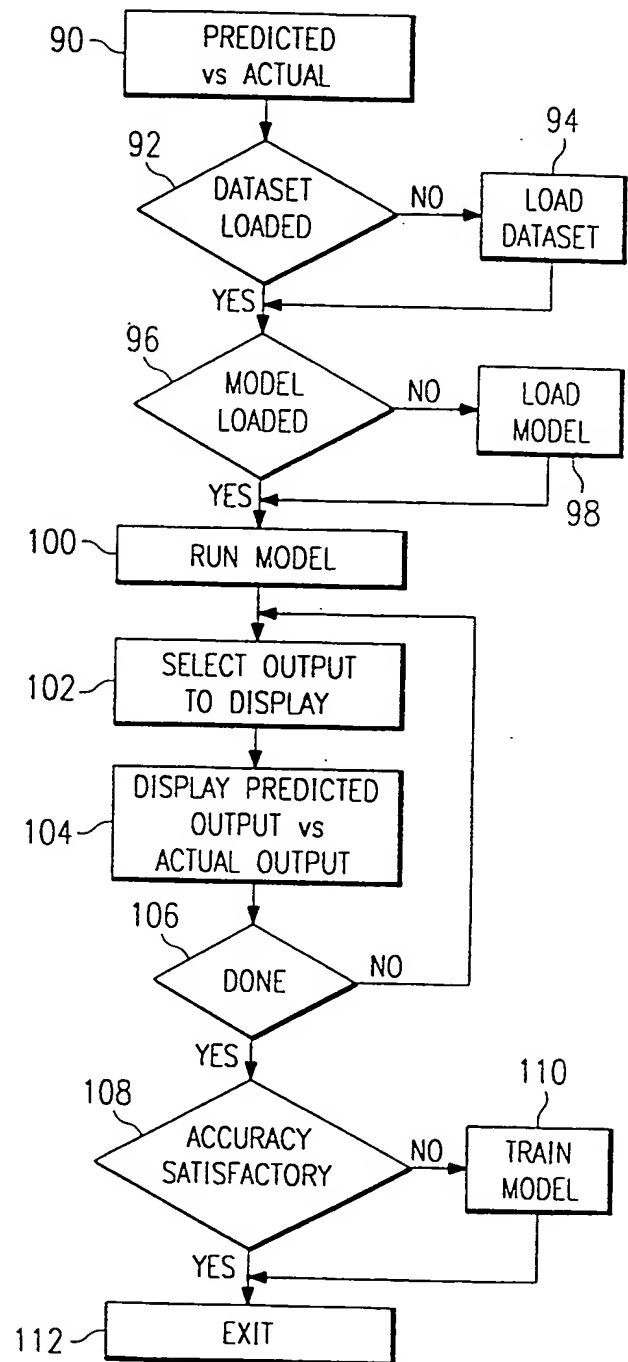 90
PREDICTED
vs ACTUAL
92
DATASET
LOADED
NO
94
LOAD
DATASET
YES
96
MODEL
LOADED
NO
LOAD
MODEL
98
YES
100
RUN MODEL
102
SELECT OUTPUT
TO DISPLAY
104
DISPLAY PREDICTED
OUTPUT vs
ACTUAL OUTPUT
106
DONE
NO
YES
108
ACCURACY
SATISFACTORY
NO
110
TRAIN
MODEL
YES
112
EXIT